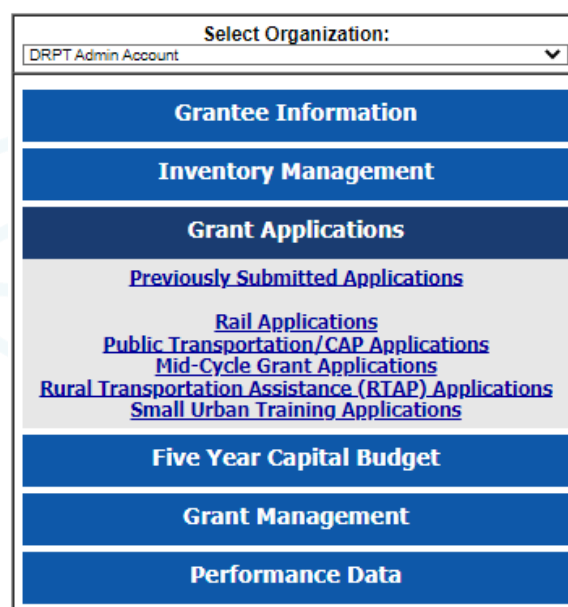 Select Organization:
DRPT Admin Account
Grantee Information
Inventory Management
Grant Applications
Previously Submitted Applications
Rail Applications
Public Transportation/CAP Applications
Mid-Cycle Grant Applications
Rural Transportation Assistance (RTAP) Applications
Small Urban Training Applications
Five Year Capital Budget
Grant Management
Performance Data